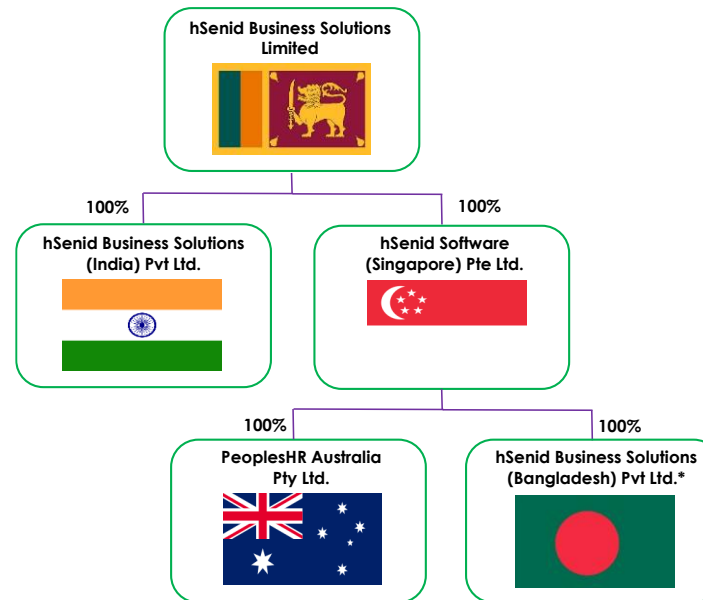 hSenid Business Solutions
Limited
100%
100%
hSenid Business Solutions
(India) Pvt Ltd.
hSenid Software
(Singapore) Pte Ltd.
100%
100%
PeoplesHR Australia
Pty Ltd.
hSenid Business Solutions
(Bangladesh) Pvt Ltd.*